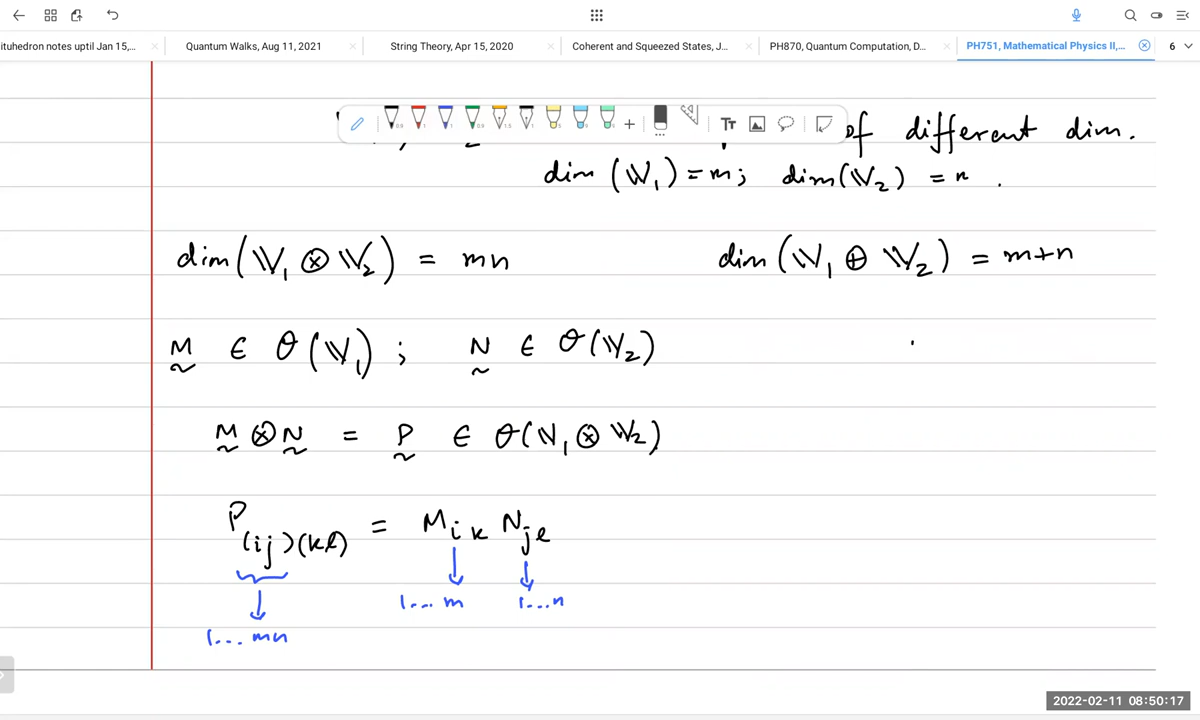 ituhedron notes uptil Jan 15,... Quantum Walks, Aug 11, 2021 String Theory, Apr 15, 2020 Coherent and Squeezed States, J... PH870, Quantum Computation, D... PH751, Mathematical Physics II,... 6
Tт
of different dim.
dim (𝕍₁) = m; dim(𝕍₂) = n .
dim(𝕍₁ ⊗ 𝕍₂) = mn dim (𝕍₁ ⊕ 𝕍₂) = m+n
M ∈ θ(𝕍₁) ; N ∈ θ(𝕍₂)
M ⊗ N = P ∈ θ(𝕍₁ ⊗ 𝕍₂)
P(ij)(kl) = Mik Njl
1... m 1...n
1... mn
2022-02-11 08:50:17